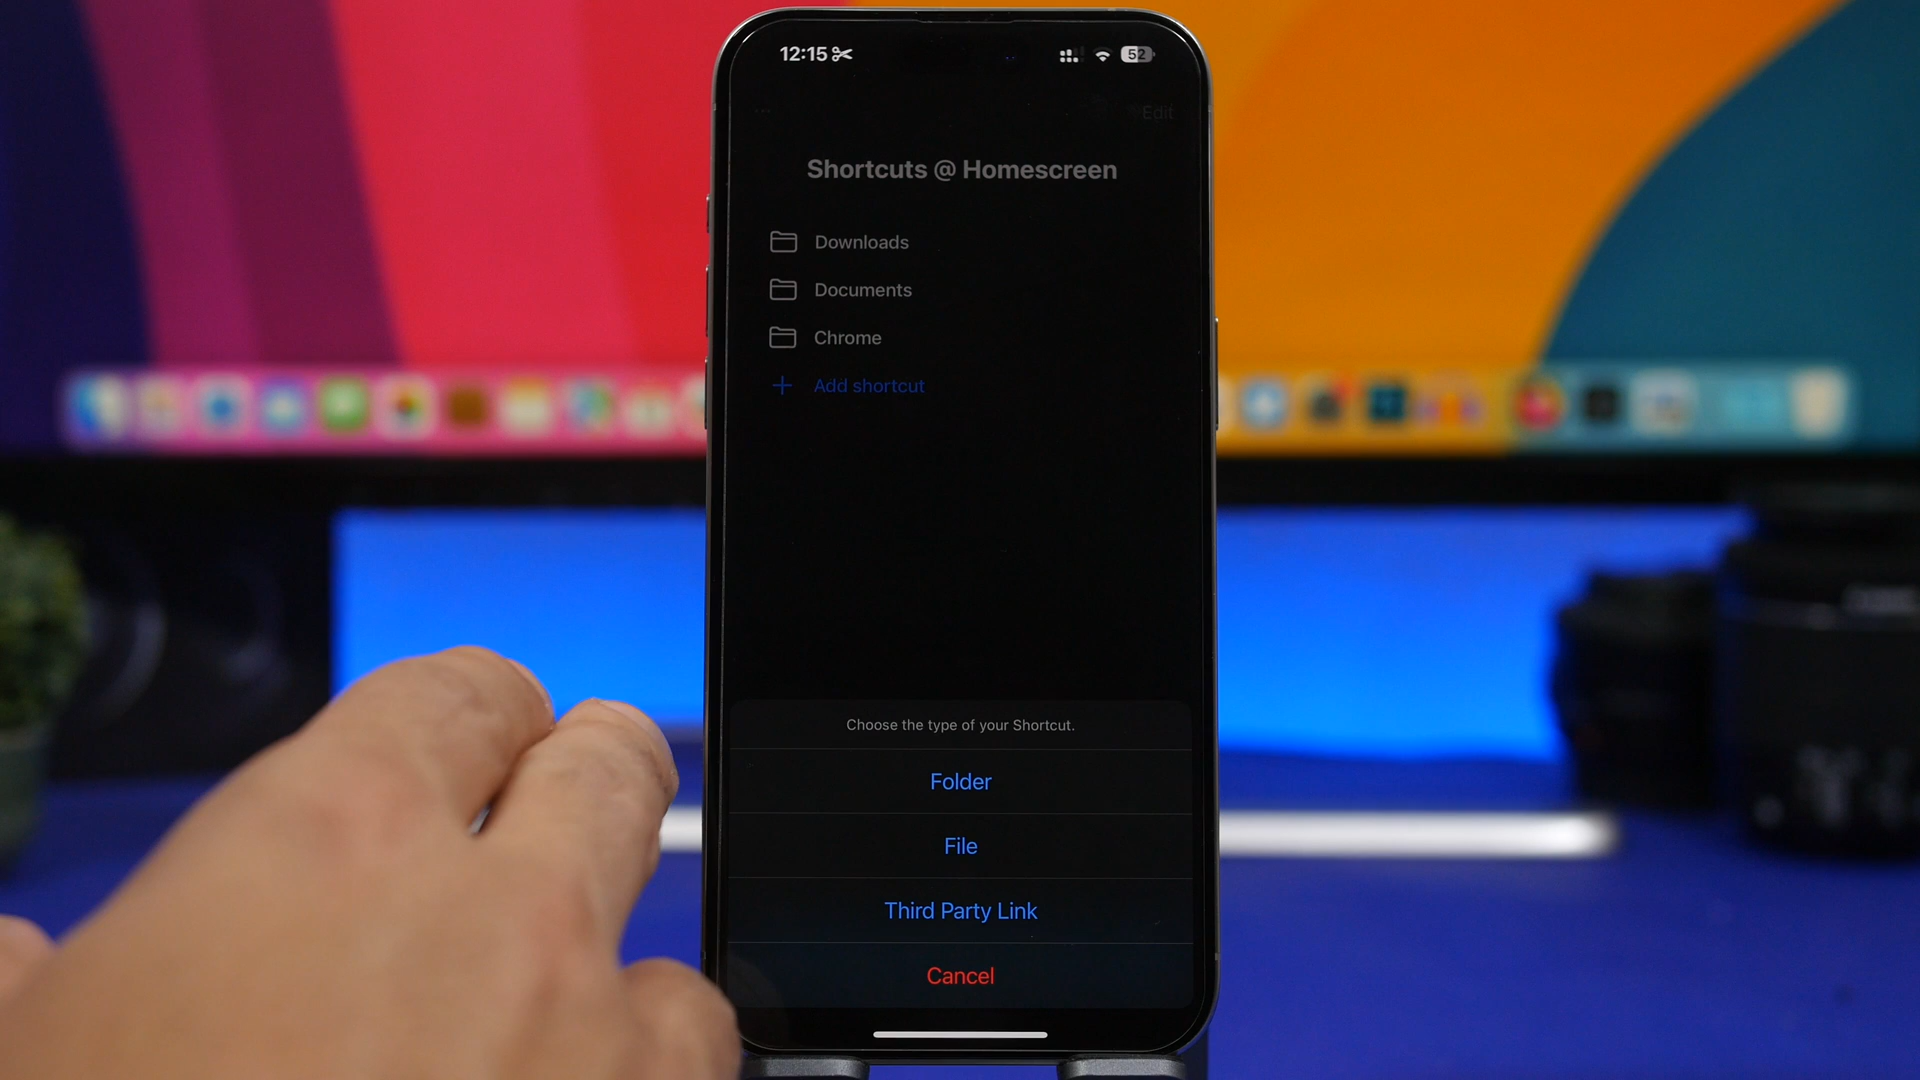 12:15
52
Edit
Shortcuts @ Homescreen
Downloads
Documents
Chrome
+ Add shortcut
Choose the type of your Shortcut.
Folder
File
Third Party Link
Cancel